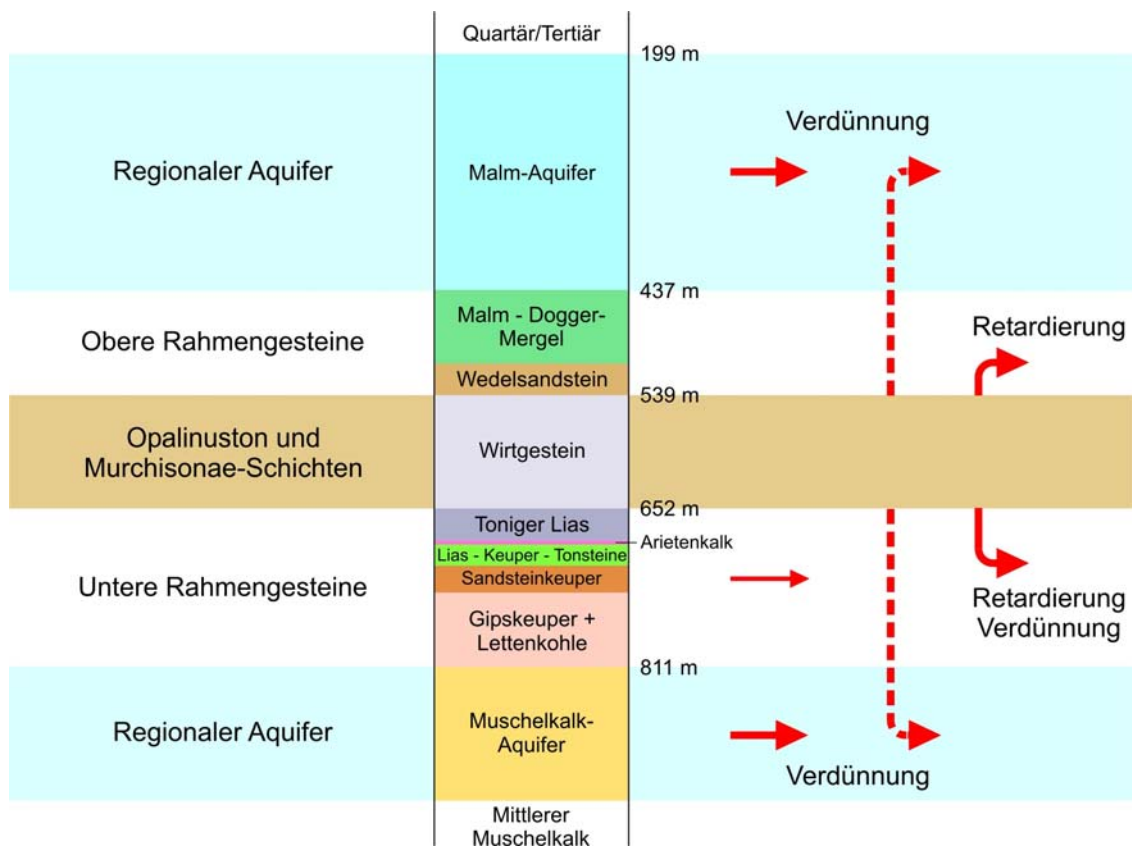 Quartär/Tertiär
199 m
Verdünnung
Regionaler Aquifer
Malm-Aquifer
437 m
Obere Rahmengesteine
Malm - Dogger-
Mergel
Retardierung
Wedelsandstein
539 m
Opalinuston und
Murchisonae-Schichten
Wirtgestein
652 m
Toniger Lias
Arietenkalk
Lias - Keuper - Tonsteine
Untere Rahmengesteine
Sandsteinkeuper
Retardierung
Verdünnung
Gipskeuper +
Lettenkohle
811 m
Regionaler Aquifer
Muschelkalk-
Aquifer
Verdünnung
Mittlerer
Muschelkalk